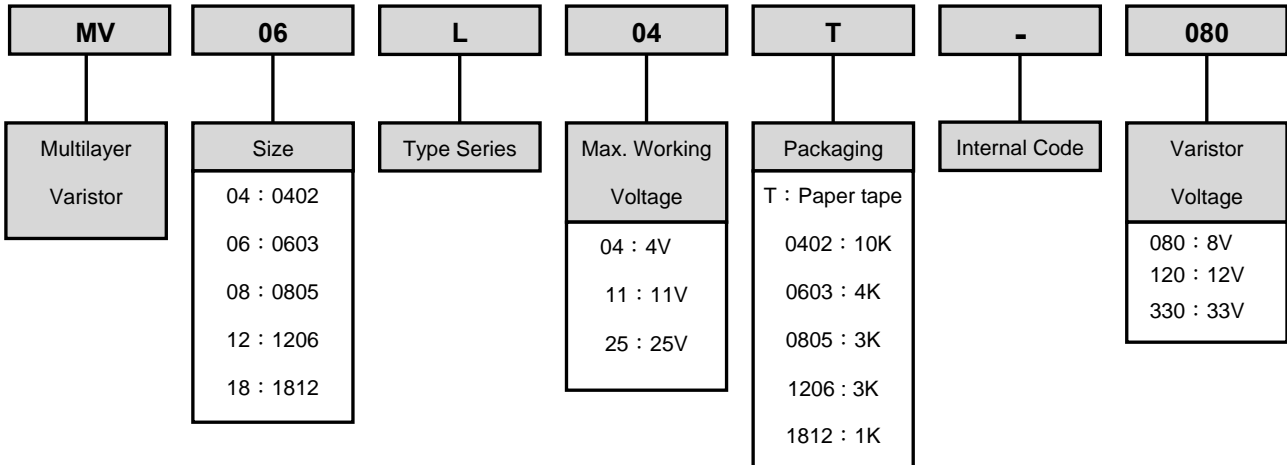 MV 06 L 04 T - 080
Multilayer
Varistor
Size
04：0402
06：0603
08：0805
12：1206
18：1812
Type Series
Max. Working
Voltage
04：4V
11：11V
25：25V
Packaging
T：Paper tape
0402：10K
0603：4K
0805：3K
1206 : 3K
1812：1K
Internal Code
Varistor
Voltage
080：8V
120：12V
330：33V